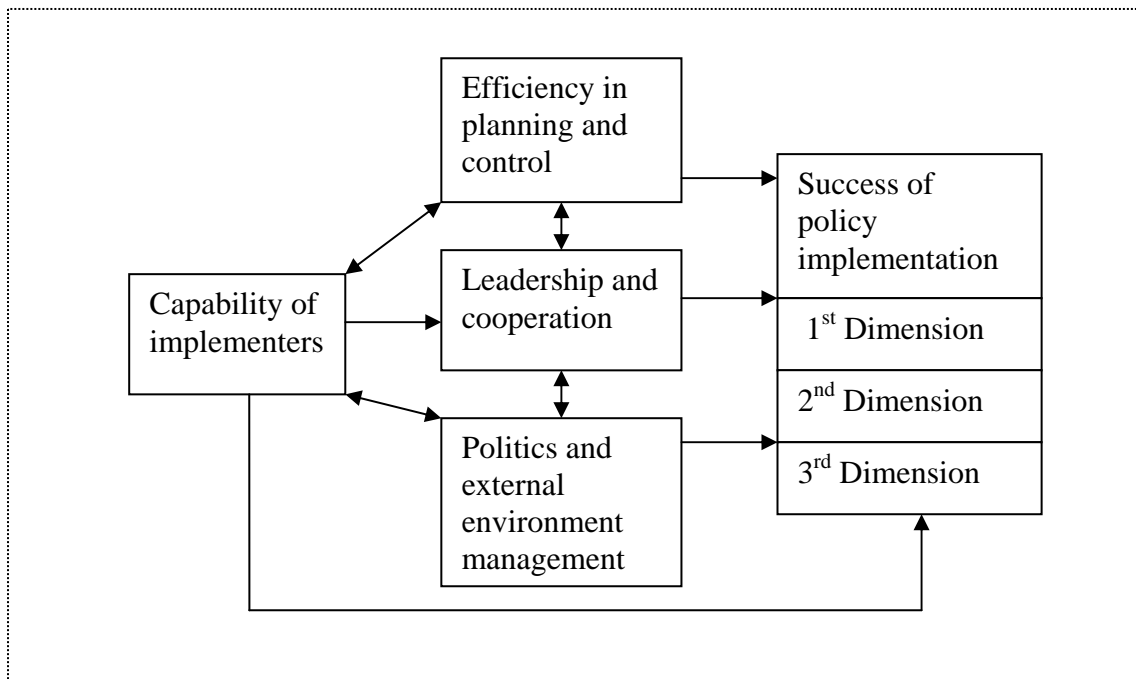 Efficiency in
planning and
control
Success of
policy
implementation
Capability of
implementers
Leadership and
cooperation
1st Dimension
2nd Dimension
3rd Dimension
Politics and
external
environment
management